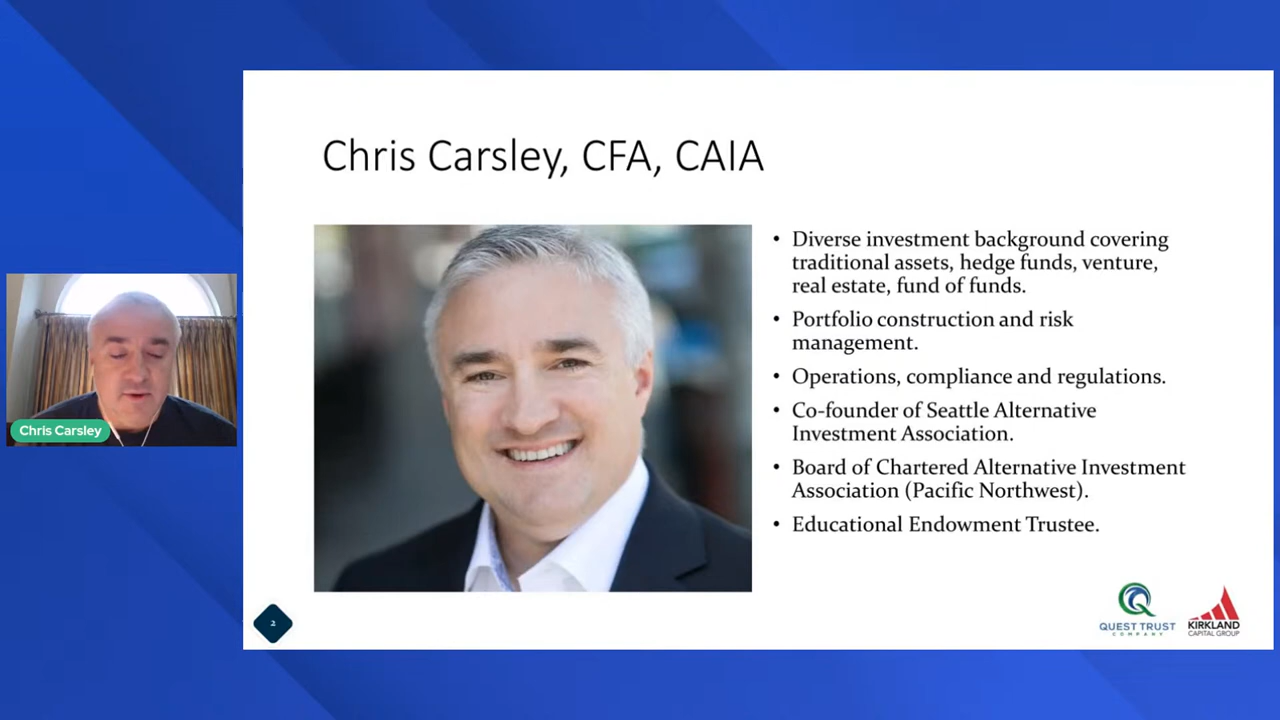 Chris Carsley, CFA, CAIA
Chris Carsley
• Diverse investment background covering
traditional assets, hedge funds, venture,
real estate, fund of funds.
• Portfolio construction and risk
management.
• Operations, compliance and regulations.
• Co-founder of Seattle Alternative
Investment Association.
• Board of Chartered Alternative Investment
Association (Pacific Northwest).
• Educational Endowment Trustee.
2
QUEST TRUST
COMPANY
KIRKLAND
CAPITAL GROUP